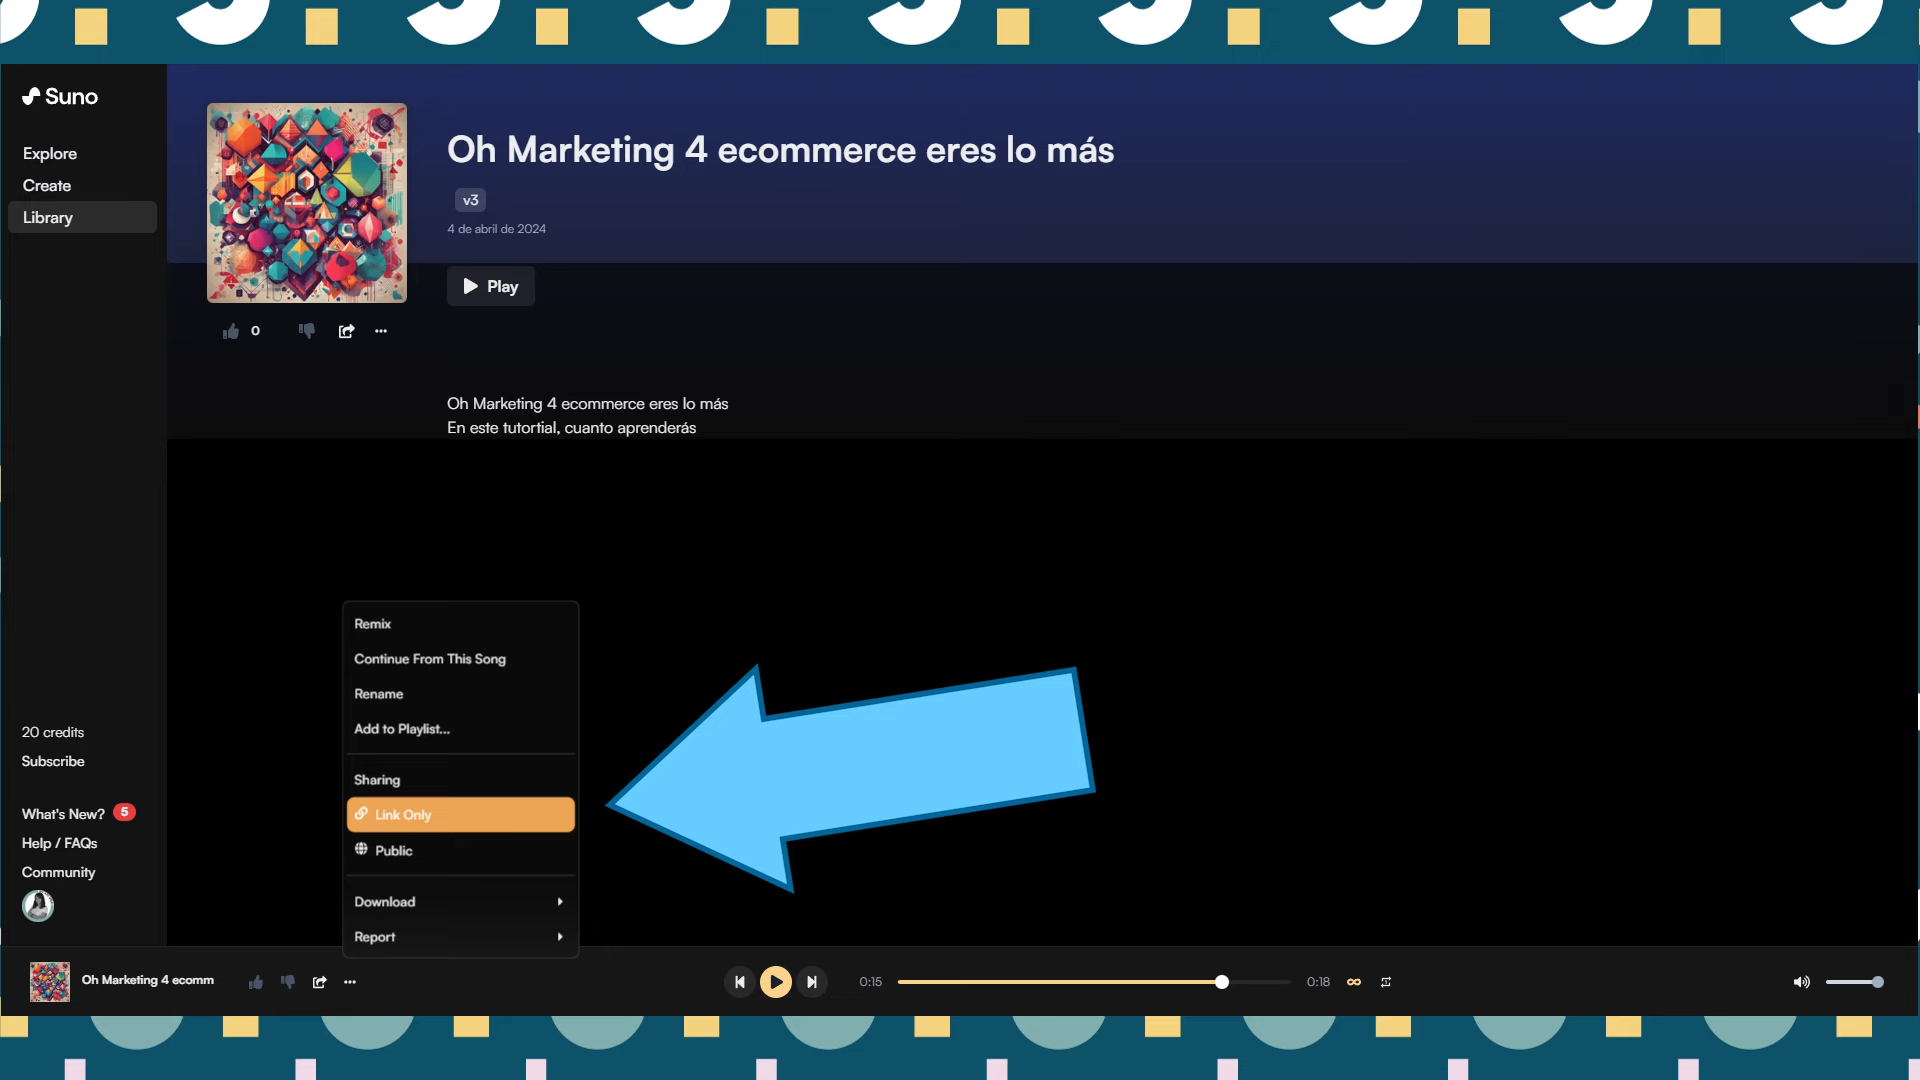 Suno
Explore
Create
Library
Oh Marketing 4 ecommerce eres lo más
v3
4 de abril de 2024
Play
0
Oh Marketing 4 ecommerce eres lo más
En este tutortial, cuanto aprenderás
Remix
Continue From This Song
Rename
Add to Playlist...
Sharing
Link Only
Public
Download
Report
20 credits
Subscribe
What's New? 5
Help / FAQs
Community
Oh Marketing 4 ecomm
0:15
0:18